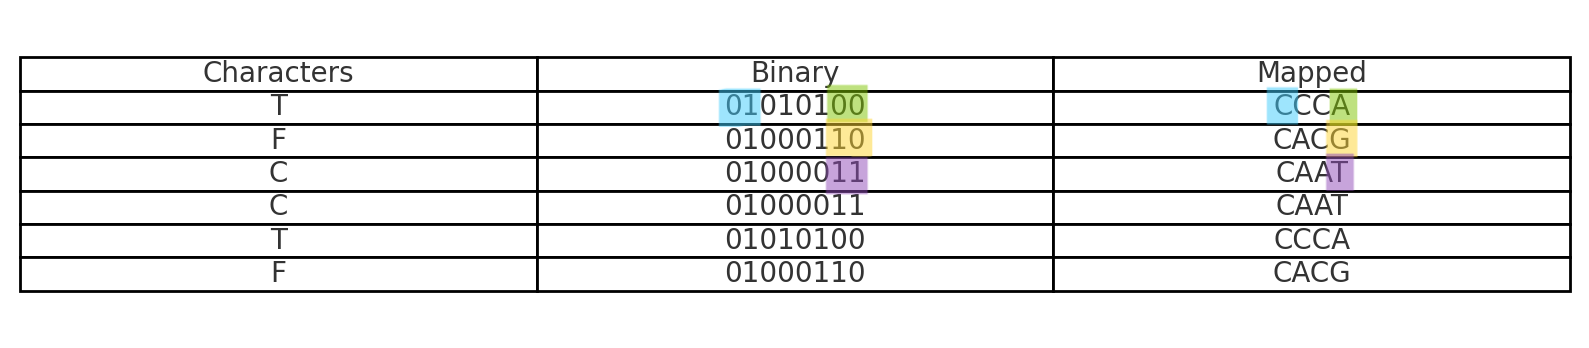 Characters Binary Mapped
T 01010100 CCCA
F 01000110 CACG
C 01000011 CAAT
C 01000011 CAAT
T 01010100 CCCA
F 01000110 CACG